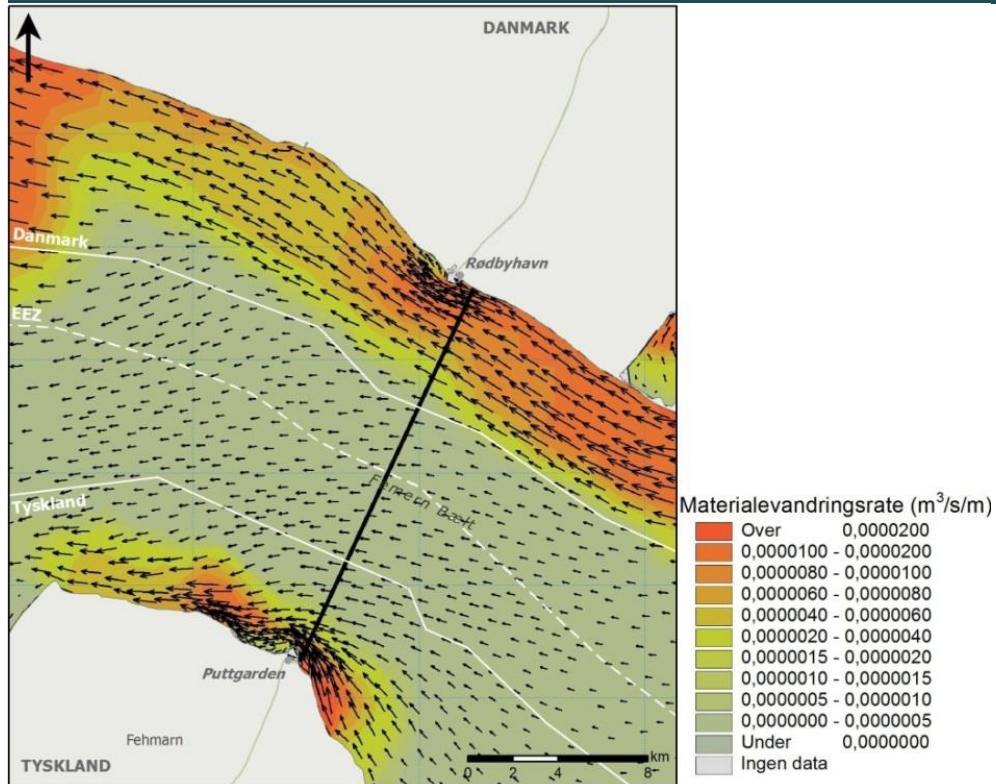 DANMARK
Rødbyhavn
Danmark
EEZ
Femern Bælt
Tyskland
Puttgarden
Fehmarn
TYSKLAND
km
0 2 4 8
Materialevandringsrate (m³/s/m)
Over 0,0000200
0,0000100 - 0,0000200
0,0000080 - 0,0000100
0,0000060 - 0,0000080
0,0000040 - 0,0000060
0,0000020 - 0,0000040
0,0000015 - 0,0000020
0,0000010 - 0,0000015
0,0000005 - 0,0000010
0,0000000 - 0,0000005
Under 0,0000000
Ingen data